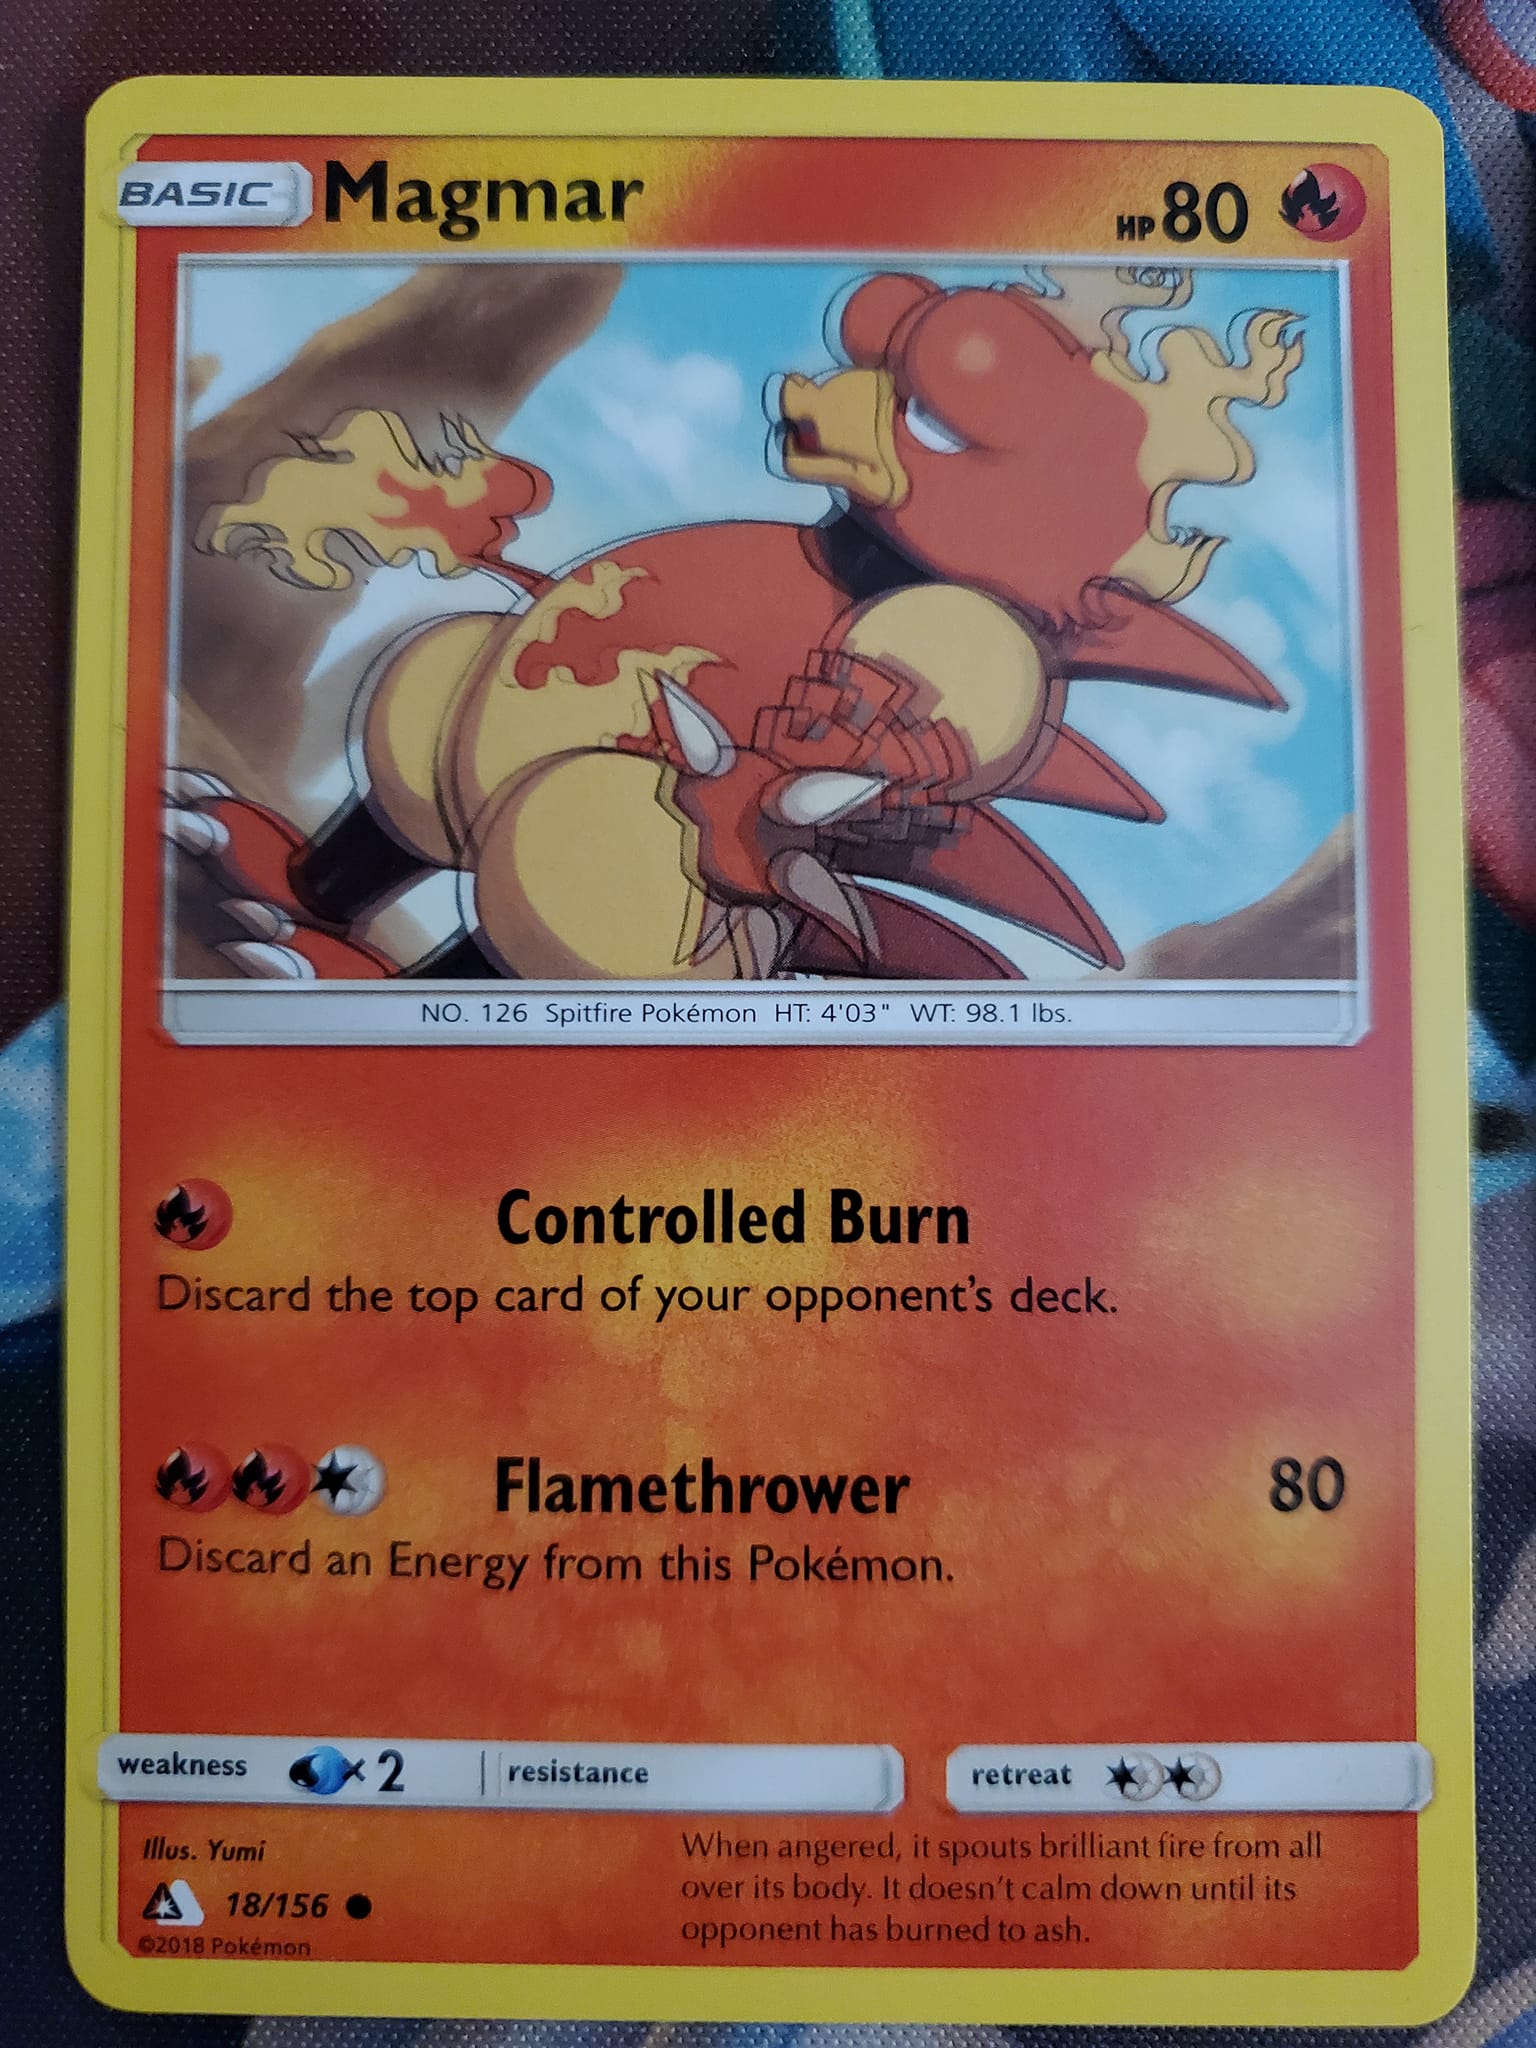 BASIC Magmar HP 80
NO. 126 Spitfire Pokémon HT: 4'03" WT: 98.1 lbs.
Controlled Burn
Discard the top card of your opponent's deck.
Flamethrower 80
Discard an Energy from this Pokémon.
weakness × 2 resistance retreat
Illus. Yumi
18/156
©2018 Pokémon
When angered, it spouts brilliant fire from all
over its body. It doesn't calm down until its
opponent has burned to ash.